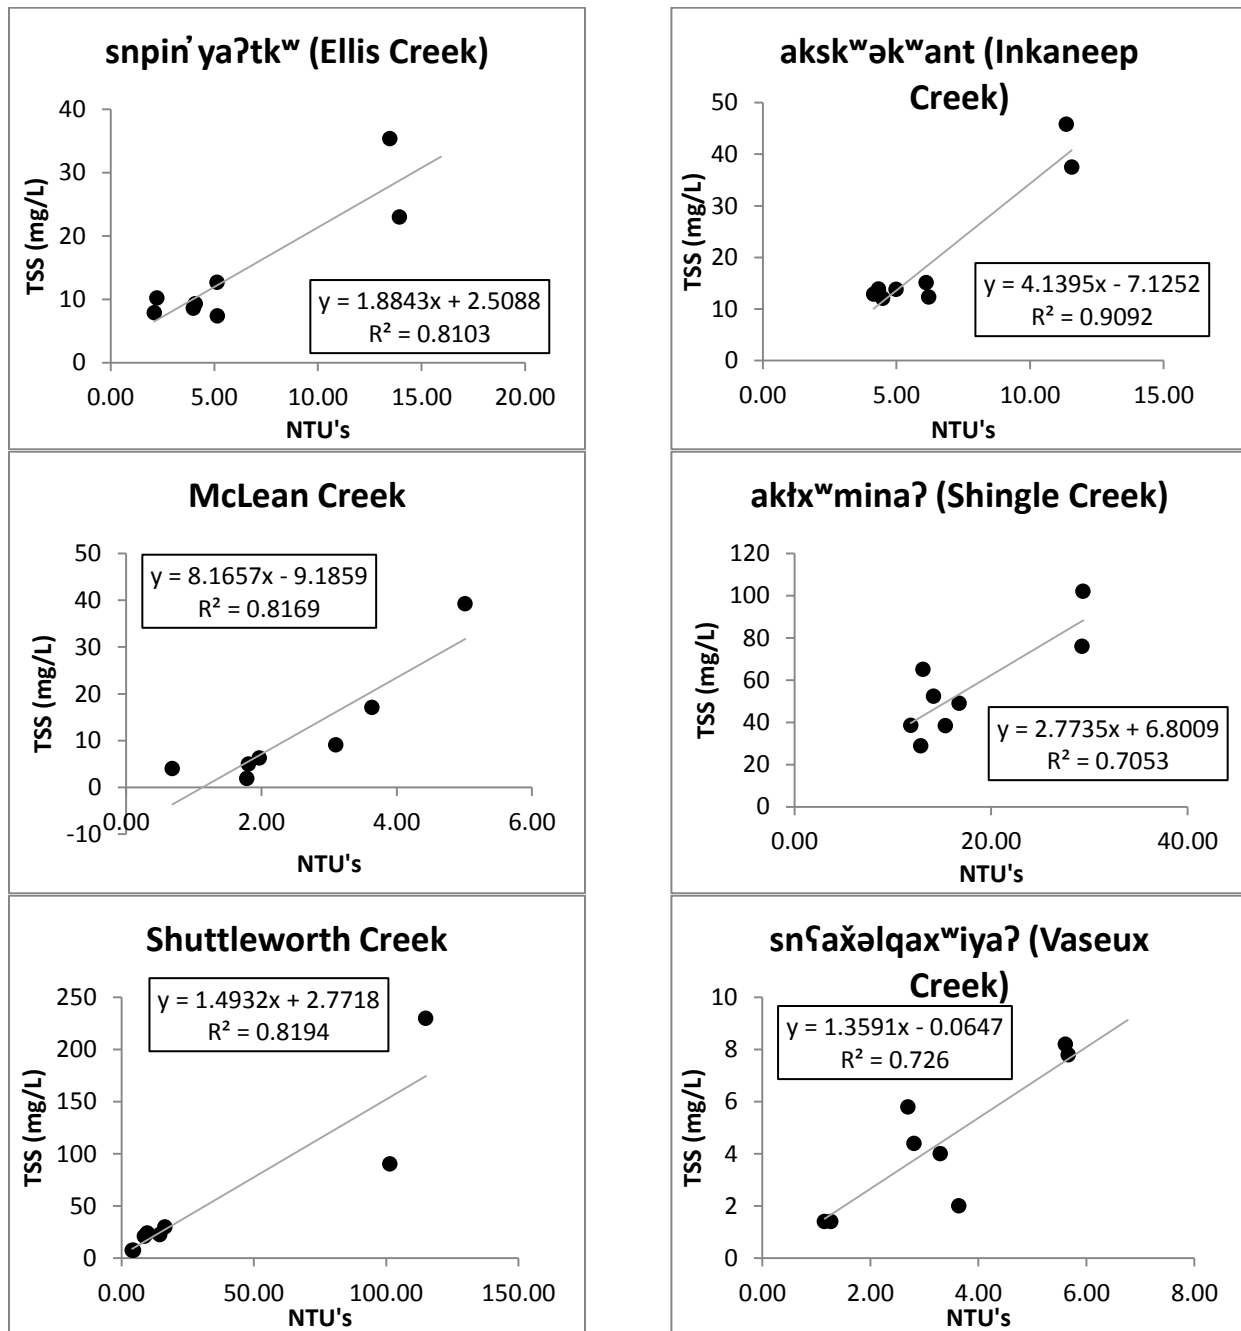 snpin̓ yaʔtkʷ (Ellis Creek)
40
30
20
10
0
TSS (mg/L)
y = 1.8843x + 2.5088
R² = 0.8103
0.00 5.00 10.00 15.00 20.00
NTU's
akskʷəkʷant (Inkaneep
Creek)
50
40
30
20
10
0
TSS (mg/L)
y = 4.1395x - 7.1252
R² = 0.9092
0.00 5.00 10.00 15.00
NTU's
McLean Creek
50
40
30
20
10
0
-10
TSS (mg/L)
y = 8.1657x - 9.1859
R² = 0.8169
0.00 2.00 4.00 6.00
NTU's
akɬxʷminaʔ (Shingle Creek)
120
100
80
60
40
20
0
TSS (mg/L)
y = 2.7735x + 6.8009
R² = 0.7053
0.00 20.00 40.00
NTU's
Shuttleworth Creek
250
200
150
100
50
0
TSS (mg/L)
y = 1.4932x + 2.7718
R² = 0.8194
0.00 50.00 100.00 150.00
NTU's
snʕax̌əlqaxʷiyaʔ (Vaseux
Creek)
10
8
6
4
2
0
TSS (mg/L)
y = 1.3591x - 0.0647
R² = 0.726
0.00 2.00 4.00 6.00 8.00
NTU's